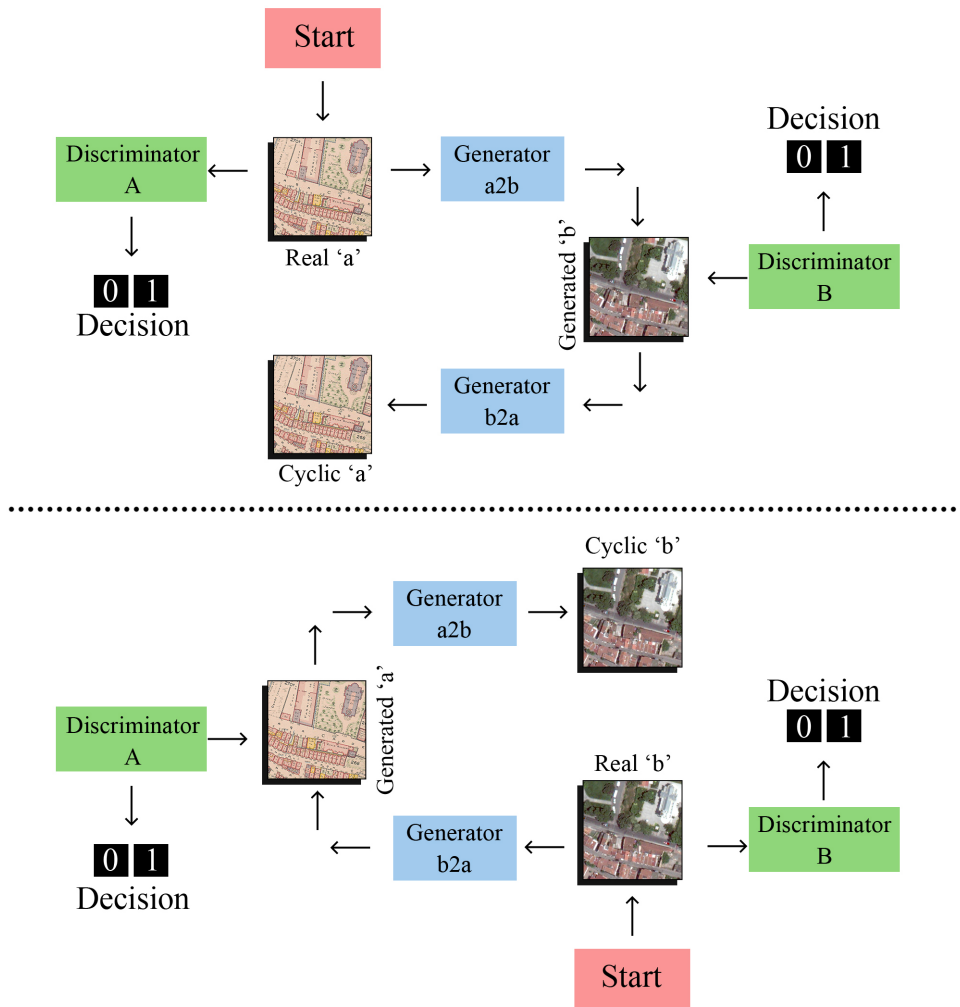 Start
Discriminator
A
Generator
a2b
Decision
0 1
Real ‘a’
Generated ‘b’
Discriminator
B
0 1
Decision
Generator
b2a
Cyclic ‘a’
Cyclic ‘b’
Generator
a2b
Generated ‘a’
Discriminator
A
Decision
0 1
Real ‘b’
Generator
b2a
Discriminator
B
0 1
Decision
Start